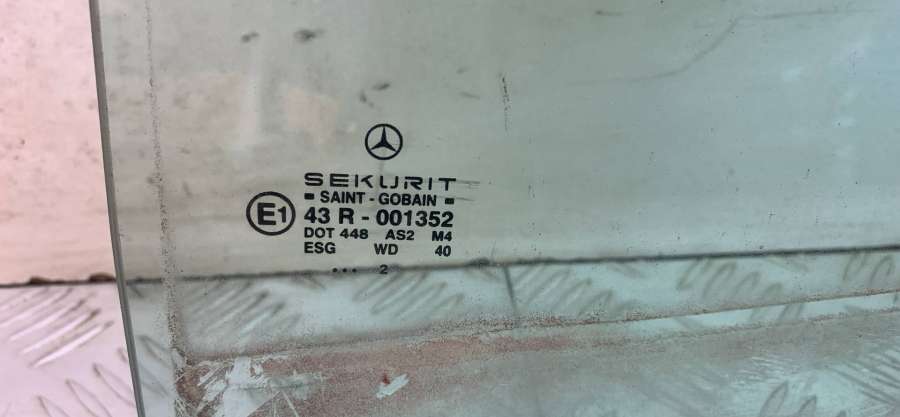 SEKURIT
SAINT - GOBAIN
E1
43 R - 001352
DOT 448 AS2 M4
ESG WD 40
... 2